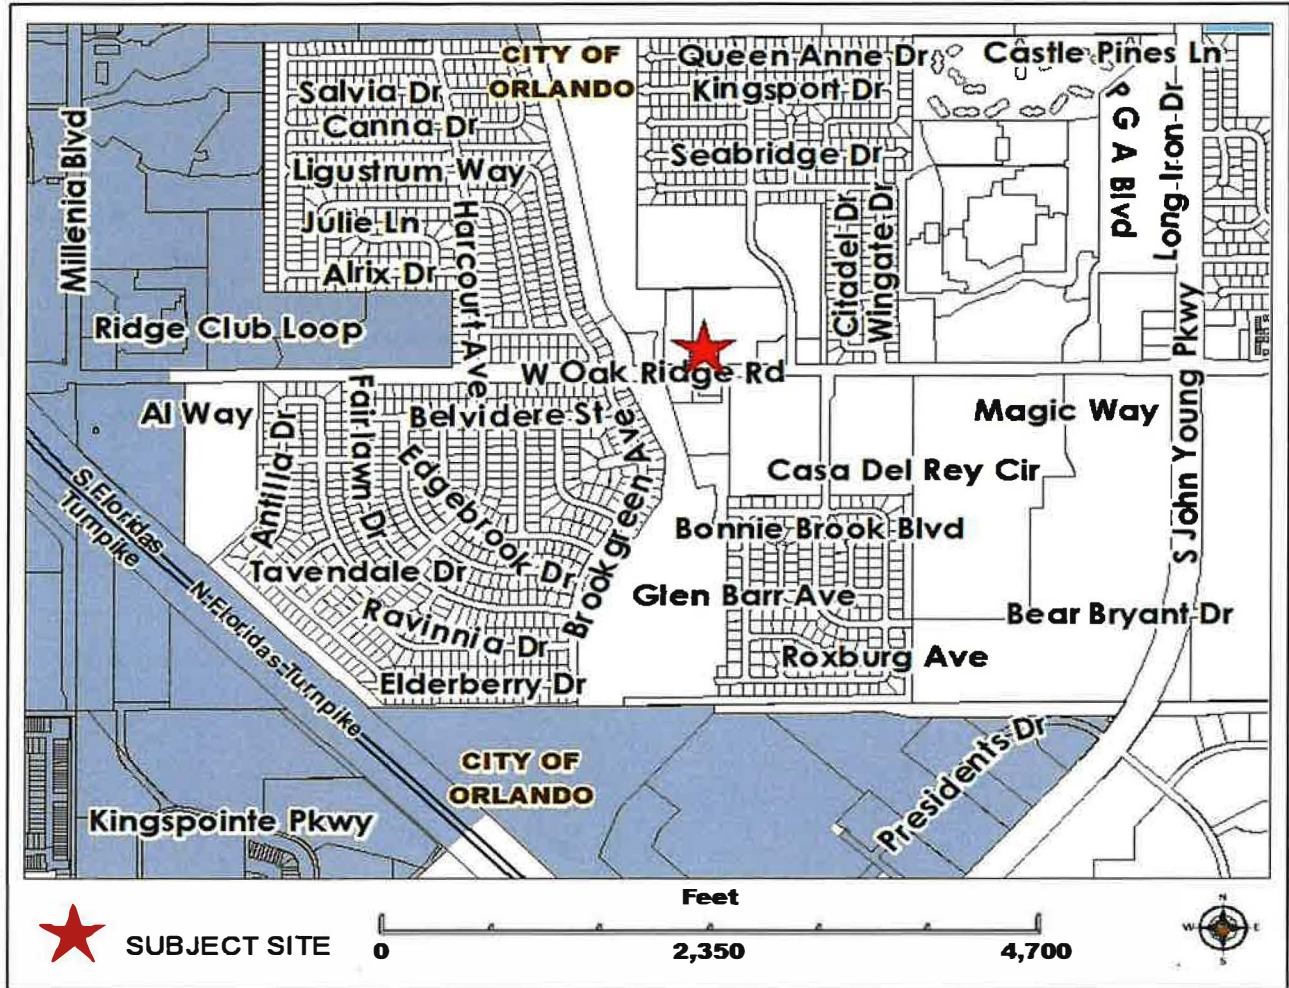 CITY OF
ORLANDO
Queen Anne Dr
Castle Pines Ln
Salvia Dr
Kingsport Dr
Canna Dr
Millenia Blvd
P G A Blvd
Long-Iron-Dr
Ligustrum Way
Seabridge Dr
Julie Ln
Harcourt Ave
Citadel Dr
Wingate Dr
Alrix Dr
Ridge Club Loop
W Oak Ridge Rd
S John Young Pkwy
Al Way
Fairlawn Dr
Belvidere St
Magic Way
Antilla Dr
Edgebrook Dr
Brookgreen Ave
Casa Del Rey Cir
S.Floridas
Turnpike
Bonnie Brook Blvd
Tavendale Dr
N-Floridas-Turnpike
Glen Barr Ave
Ravinnia Dr
Bear Bryant Dr
Roxburg Ave
Elderberry Dr
CITY OF
ORLANDO
Presidents Dr
Kingspointe Pkwy
Feet
SUBJECT SITE
0
2,350
4,700
N
W
E
S